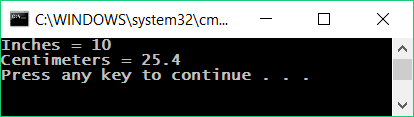 C:\WINDOWS\system32\cm...
Inches = 10
Centimeters = 25.4
Press any key to continue . . .